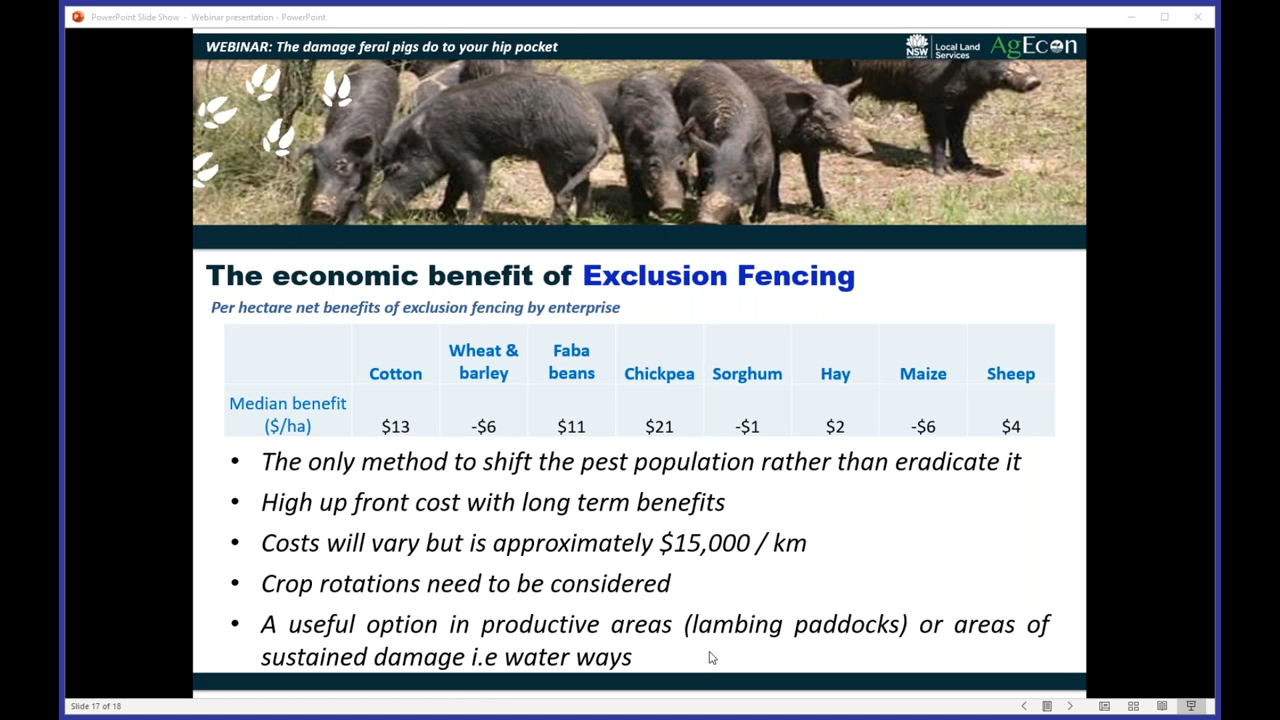 PowerPoint Slide Show - Webinar presentation - PowerPoint
WEBINAR: The damage feral pigs do to your hip pocket
NSW
Local Land
Services
AgEcon
The economic benefit of Exclusion Fencing
Per hectare net benefits of exclusion fencing by enterprise
Cotton Wheat & barley Faba beans Chickpea Sorghum Hay Maize Sheep
Median benefit ($/ha) $13 -$6 $11 $21 -$1 $2 -$6 $4
• The only method to shift the pest population rather than eradicate it
• High up front cost with long term benefits
• Costs will vary but is approximately $15,000 / km
• Crop rotations need to be considered
• A useful option in productive areas (lambing paddocks) or areas of
sustained damage i.e water ways
Slide 17 of 18